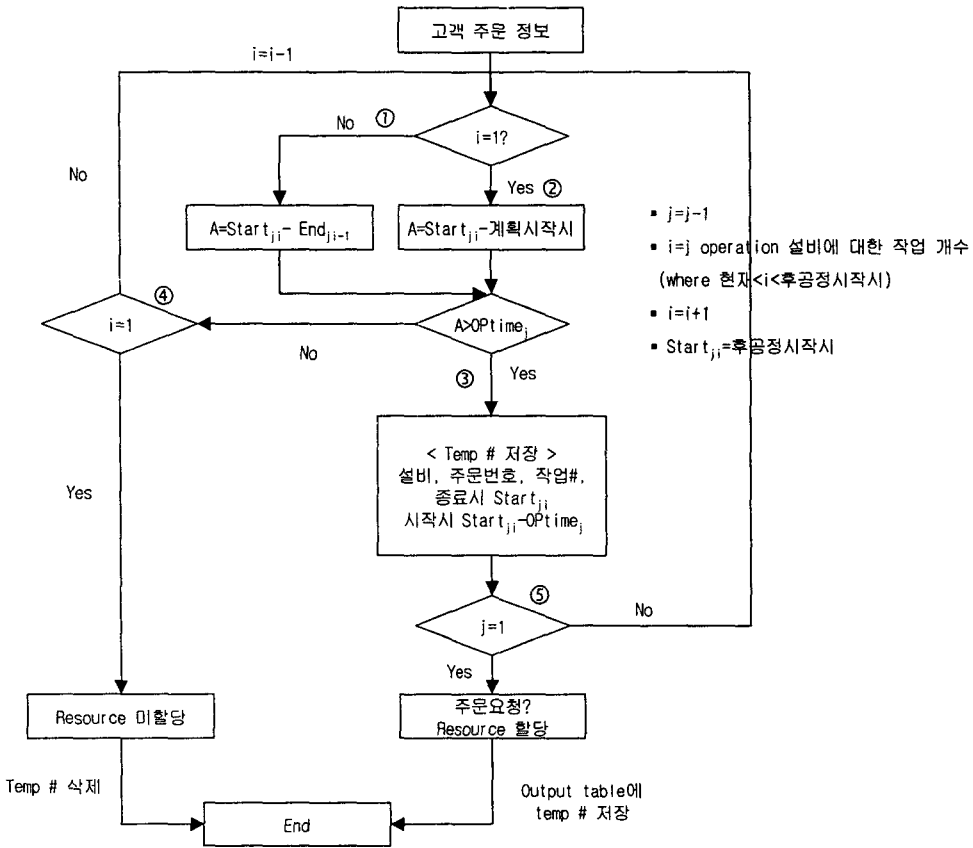 고객 주문 정보
i=i-1
No ①
i=1?
No
Yes ②
A=Start_ji- End_ji-1
A=Start_ji-계획시작시
▪ j=j-1
▪ i=j operation 설비에 대한 작업 개수
(where 현재<i<후공정시작시)
▪ i=i+1
▪ Start_ji=후공정시작시
④
i=1
A>OPtime_j
No
③
Yes
< Temp # 저장 >
설비, 주문번호, 작업#,
종료시 Start_ji
시작시 Start_ji-OPtime_j
Yes
⑤
j=1
No
Yes
Resource 미할당
주문요청?
Resource 할당
Temp # 삭제
Output table에
temp # 저장
End